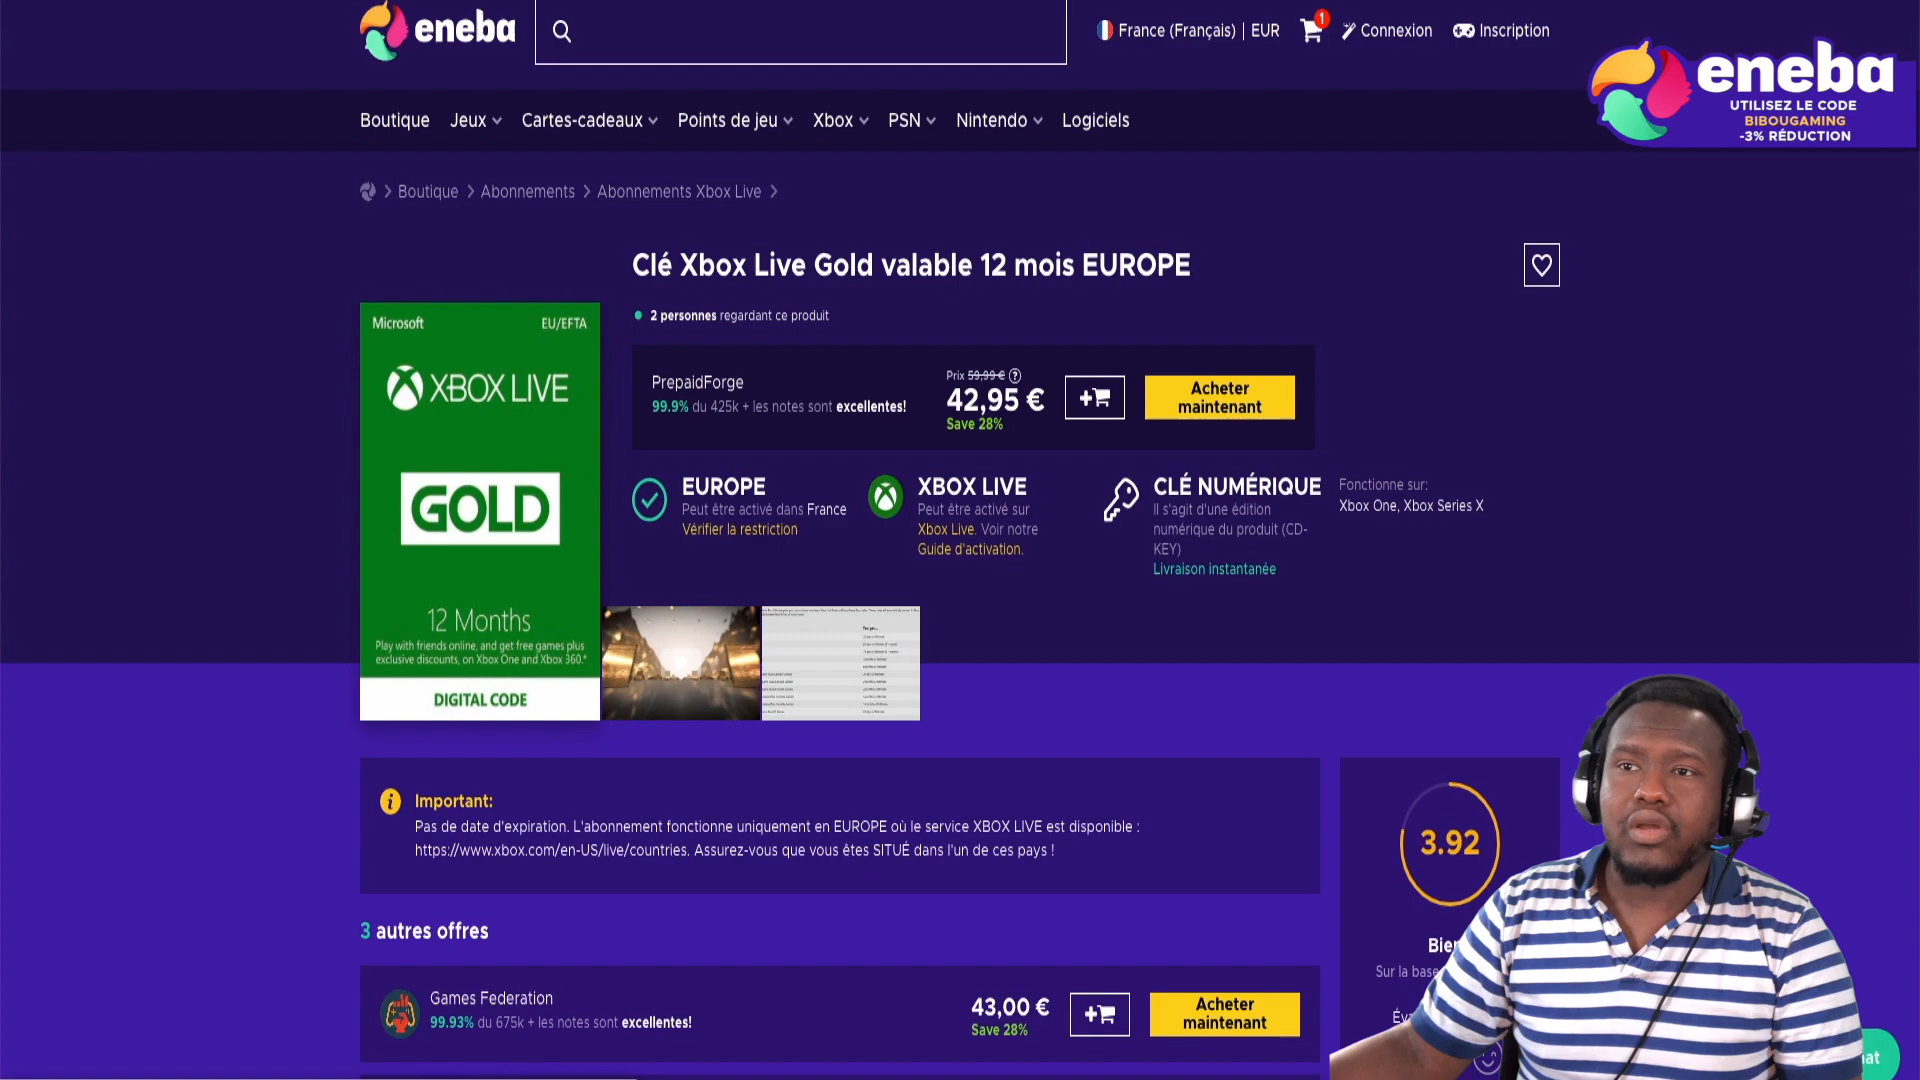 eneba
France (Français) | EUR
1
Connexion
Inscription
eneba
UTILISEZ LE CODE
BIBOUGAMING
-3% RÉDUCTION
Boutique
Jeux
Cartes-cadeaux
Points de jeu
Xbox
PSN
Nintendo
Logiciels
Boutique
Abonnements
Abonnements Xbox Live
Clé Xbox Live Gold valable 12 mois EUROPE
2 personnes regardant ce produit
Microsoft
EU/EFTA
XBOX LIVE
GOLD
12 Months
Play with friends online, and get free games plus
exclusive discounts, on Xbox One and Xbox 360.*
DIGITAL CODE
PrepaidForge
99.9% du 425k + les notes sont excellentes!
Prix 59,99 €
42,95 €
Save 28%
Acheter
maintenant
EUROPE
Peut être activé dans France
Vérifier la restriction
XBOX LIVE
Peut être activé sur
Xbox Live. Voir notre
Guide d'activation.
CLÉ NUMÉRIQUE
Il s'agit d'une édition
numérique du produit (CD-
KEY)
Livraison instantanée
Fonctionne sur:
Xbox One, Xbox Series X
Important:
Pas de date d'expiration. L'abonnement fonctionne uniquement en EUROPE où le service XBOX LIVE est disponible :
https://www.xbox.com/en-US/live/countries. Assurez-vous que vous êtes SITUÉ dans l'un de ces pays !
3.92
Sur la base
3 autres offres
Games Federation
99.93% du 675k + les notes sont excellentes!
43,00 €
Save 28%
Acheter
maintenant